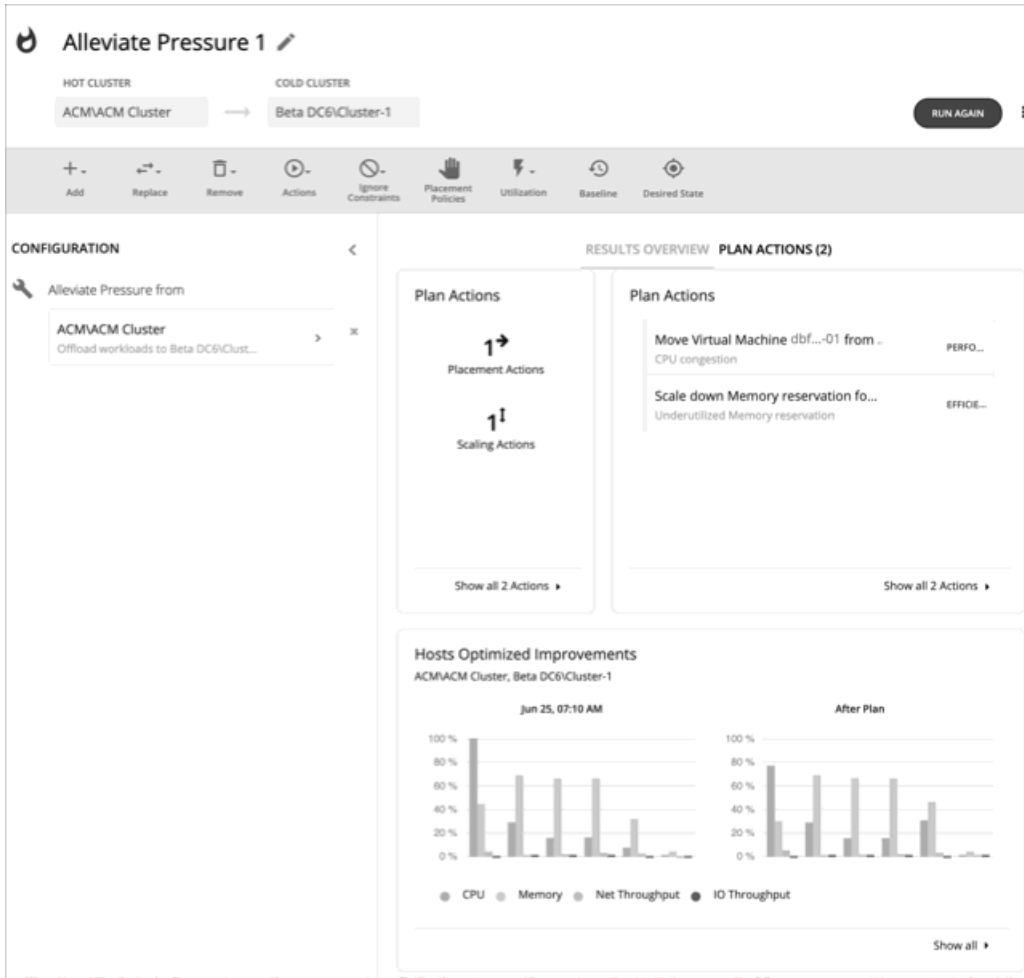 Alleviate Pressure 1
HOT CLUSTER
COLD CLUSTER
ACM\ACM Cluster
Beta DC6\Cluster-1
RUN AGAIN
Add
Replace
Remove
Actions
Ignore
Constraints
Placement
Policies
Utilization
Baseline
Desired State
CONFIGURATION
Alleviate Pressure from
ACM\ACM Cluster
Offload workloads to Beta DC6\Clust...
RESULTS OVERVIEW
PLAN ACTIONS (2)
Plan Actions
1
Placement Actions
1
Scaling Actions
Show all 2 Actions
Plan Actions
Move Virtual Machine dbf...-01 from ..
CPU congestion
PERFO...
Scale down Memory reservation fo...
Underutilized Memory reservation
EFFICIE...
Show all 2 Actions
Hosts Optimized Improvements
ACM\ACM Cluster, Beta DC6\Cluster-1
Jun 25, 07:10 AM
100 %
80 %
60 %
40 %
20 %
0 %
After Plan
100 %
80 %
60 %
40 %
20 %
0 %
CPU
Memory
Net Throughput
IO Throughput
Show all